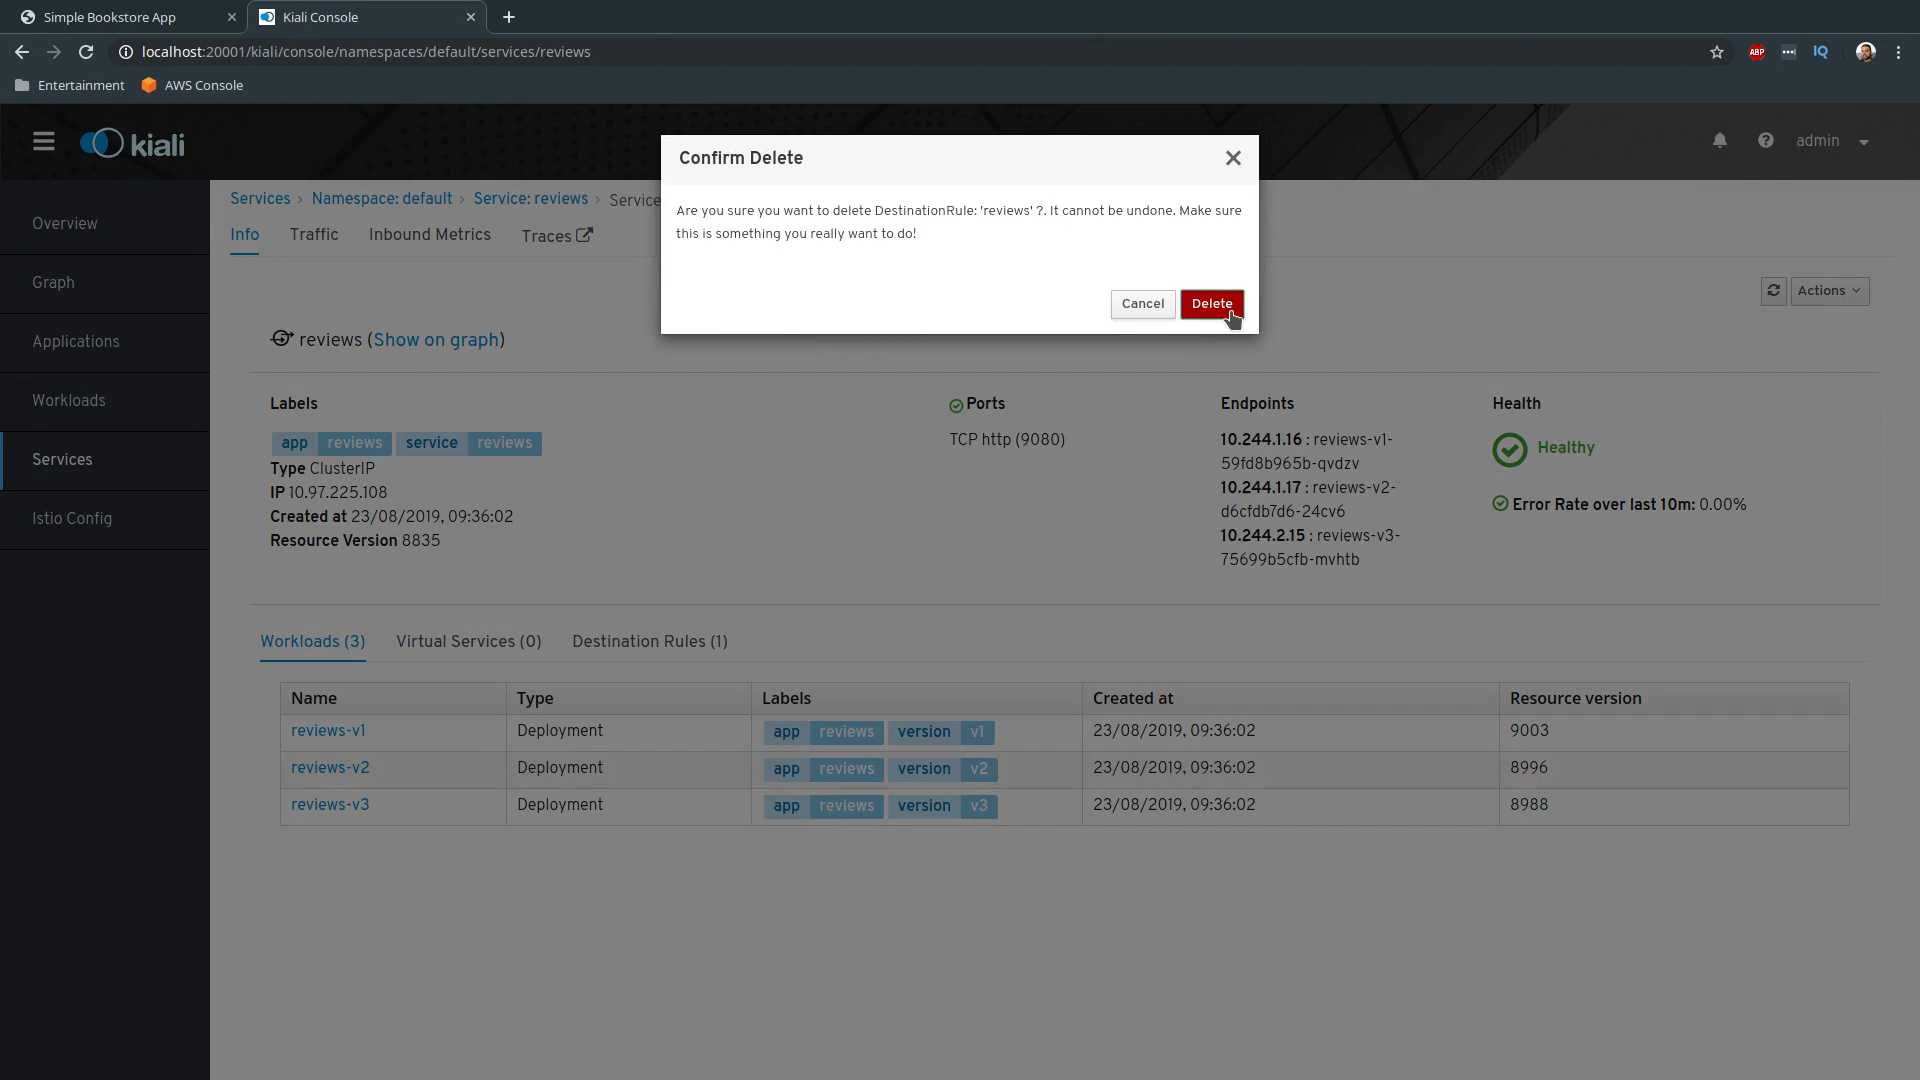 Simple Bookstore App
Kiali Console
localhost:20001/kiali/console/namespaces/default/services/reviews
ABP
IQ
Entertainment
AWS Console
kiali
admin
Confirm Delete
Are you sure you want to delete DestinationRule: 'reviews' ?. It cannot be undone. Make sure
this is something you really want to do!
Cancel
Delete
Overview
Graph
Applications
Workloads
Services
Istio Config
Services › Namespace: default › Service: reviews › Service
Info
Traffic
Inbound Metrics
Traces
Actions
reviews (Show on graph)
Labels
app reviews service reviews
Type ClusterIP
IP 10.97.225.108
Created at 23/08/2019, 09:36:02
Resource Version 8835
Ports
TCP http (9080)
Endpoints
10.244.1.16 : reviews-v1-
59fd8b965b-qvdzv
10.244.1.17 : reviews-v2-
d6cfdb7d6-24cv6
10.244.2.15 : reviews-v3-
75699b5cfb-mvhtb
Health
Healthy
Error Rate over last 10m: 0.00%
Workloads (3)
Virtual Services (0)
Destination Rules (1)
Name Type Labels Created at Resource version
reviews-v1 Deployment app reviews version v1 23/08/2019, 09:36:02 9003
reviews-v2 Deployment app reviews version v2 23/08/2019, 09:36:02 8996
reviews-v3 Deployment app reviews version v3 23/08/2019, 09:36:02 8988